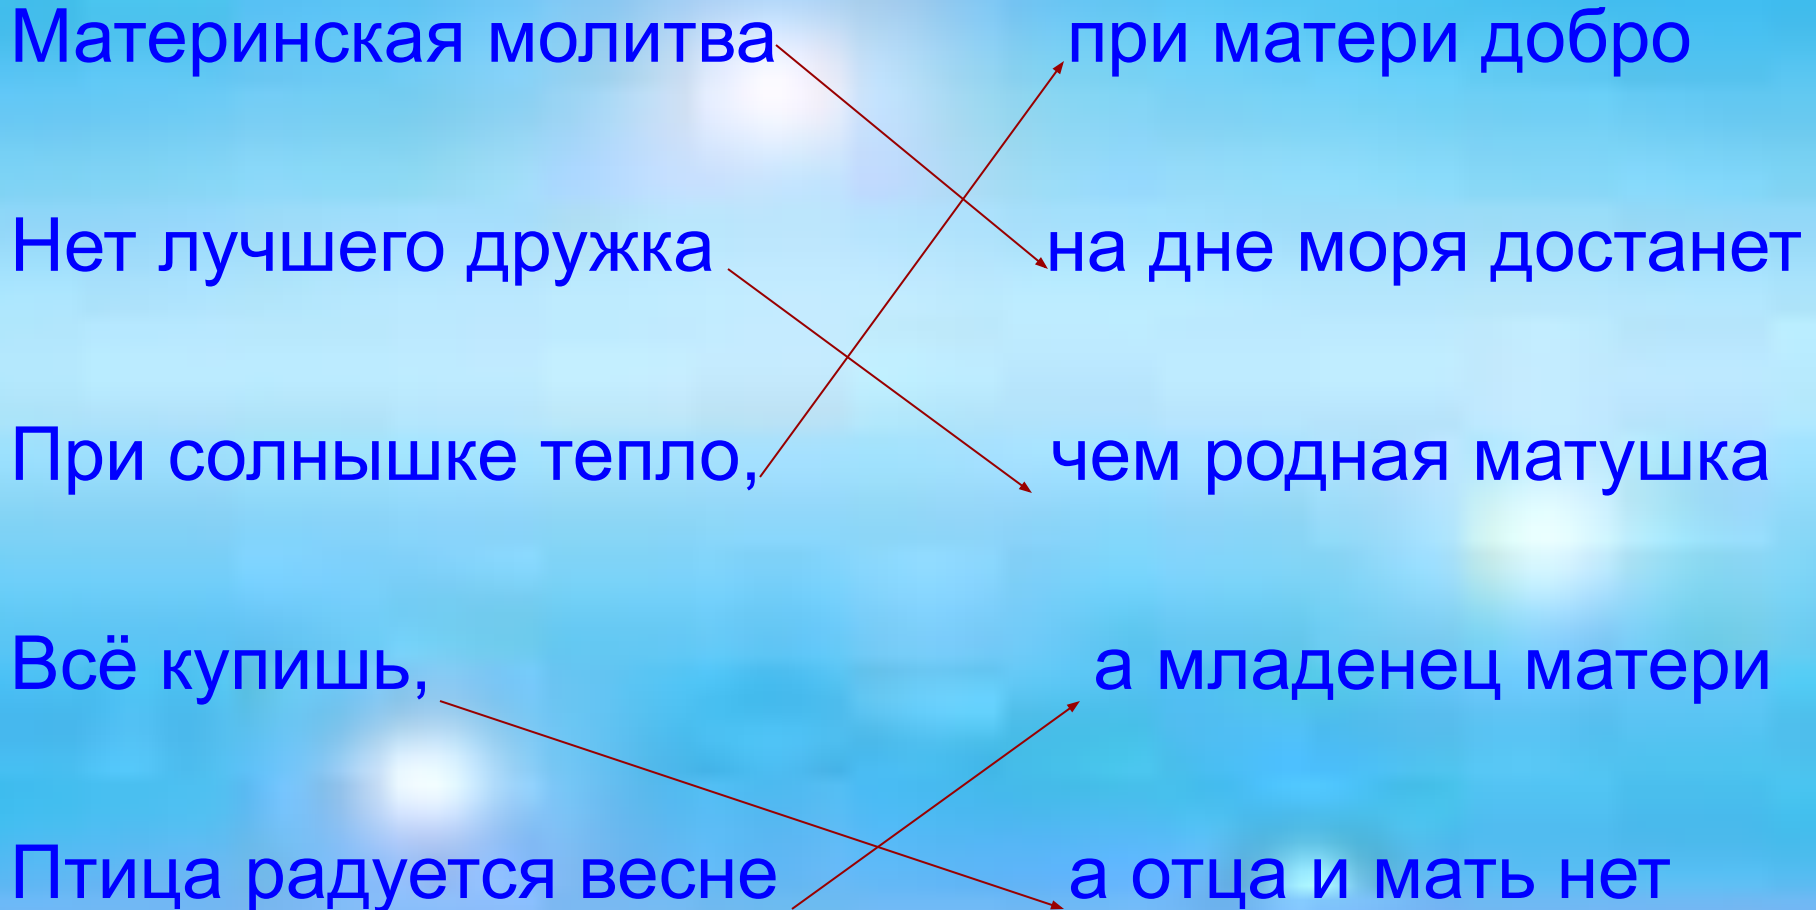 Материнская молитва при матери добро
Нет лучшего дружка на дне моря достанет
При солнышке тепло, чем родная матушка
Всё купишь, а младенец матери
Птица радуется весне а отца и мать нет